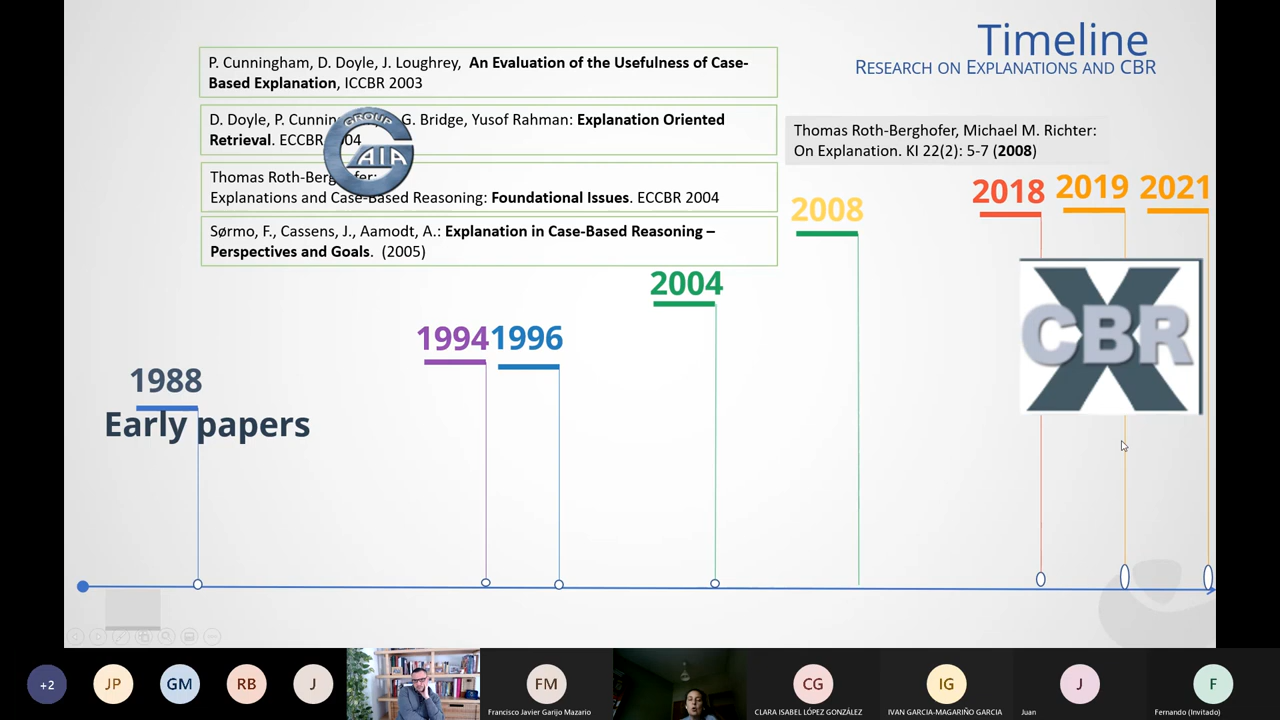 Timeline
RESEARCH ON EXPLANATIONS AND CBR
P. Cunningham, D. Doyle, J. Loughrey, An Evaluation of the Usefulness of Case-
Based Explanation, ICCBR 2003
D. Doyle, P. Cunnin G. Bridge, Yusof Rahman: Explanation Oriented
Retrieval. ECCBR 04
GROUP
GAIA
Thomas Roth-Berghofer:
Explanations and Case-Based Reasoning: Foundational Issues. ECCBR 2004
Sørmo, F., Cassens, J., Aamodt, A.: Explanation in Case-Based Reasoning –
Perspectives and Goals. (2005)
Thomas Roth-Berghofer, Michael M. Richter:
On Explanation. KI 22(2): 5-7 (2008)
2018 2019 2021
2008
2004
1994 1996
1988
Early papers
XCBR
+2
JP
GM
RB
J
FM
Francisco Javier Garijo Mazario
CG
CLARA ISABEL LÓPEZ GONZÁLEZ
IG
IVAN GARCIA-MAGARIÑO GARCIA
J
Juan
F
Fernando (Invitado)